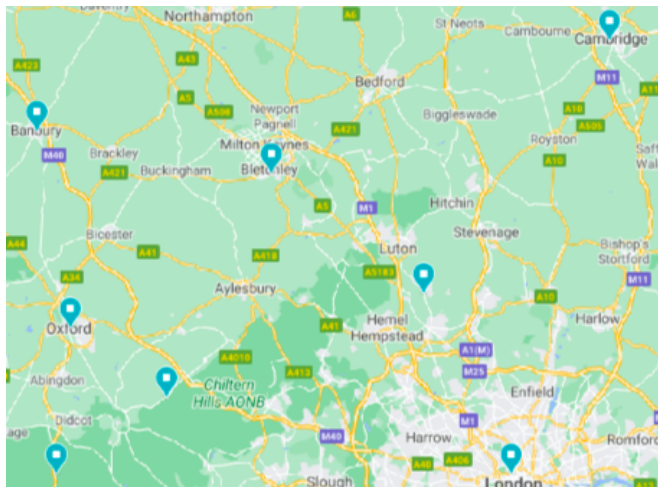 Daventry
Northampton
A6
St Neots
Cambourne
Cambridge
A423
A43
Bedford
M11
A5
A508
Newport
Pagnell
Biggleswade
A10
A505
Banbury
A421
Royston
Milton Keynes
Bletchley
M40
Brackley
A421
Buckingham
A10
A5
M1
Hitchin
Stevenage
A44
Bicester
A41
A418
Luton
Bishop's
Stortford
A34
A5183
M11
Aylesbury
A10
Oxford
A41
Hemel
Hempstead
Harlow
A4010
A413
A1(M)
M25
Abingdon
Chiltern
Hills AONB
Enfield
Didcot
M40
M1
Harrow
Romford
A40
A406
Slough
London